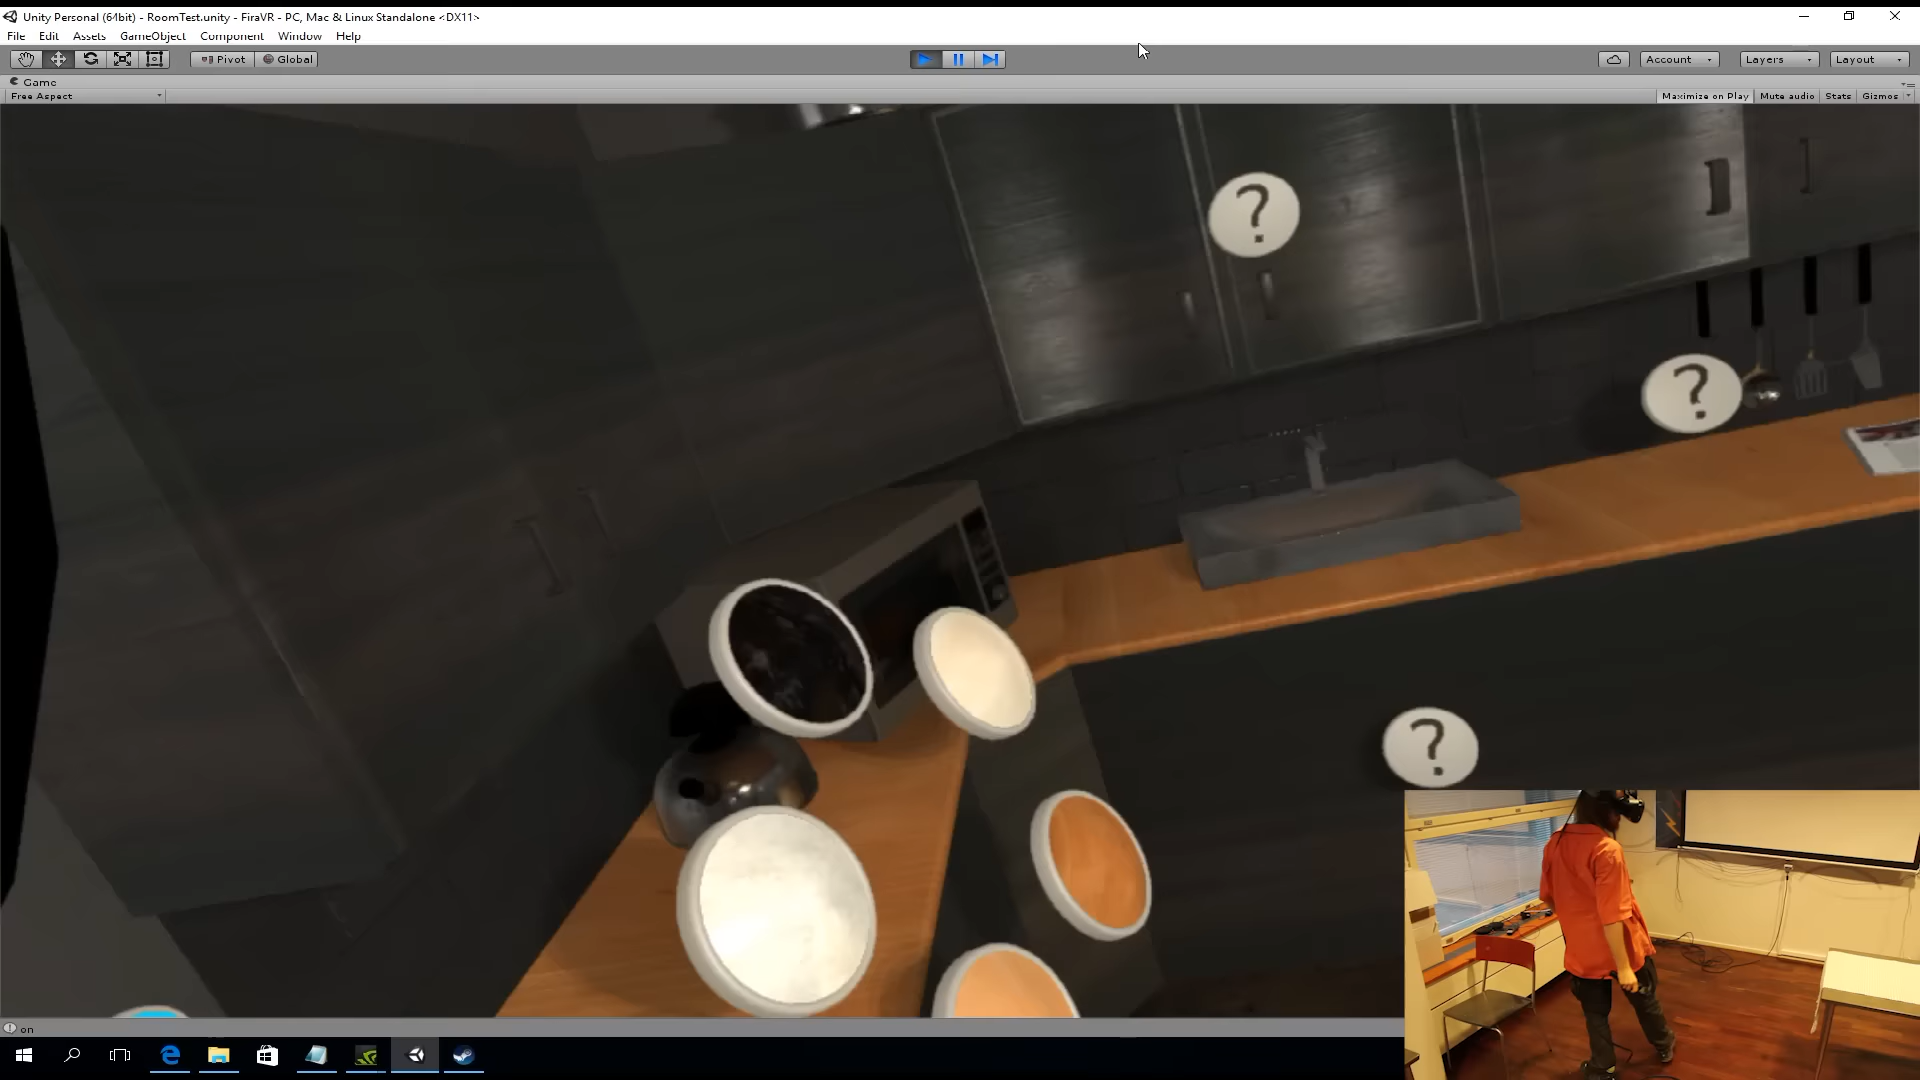 Unity Personal (64bit) - RoomTest.unity - FiraVR - PC, Mac & Linux Standalone <DX11>
File Edit Assets GameObject Component Window Help
Pivot Global Account Layers Layout
Game
Free Aspect Maximize on Play Mute audio Stats Gizmos
?
?
?
on